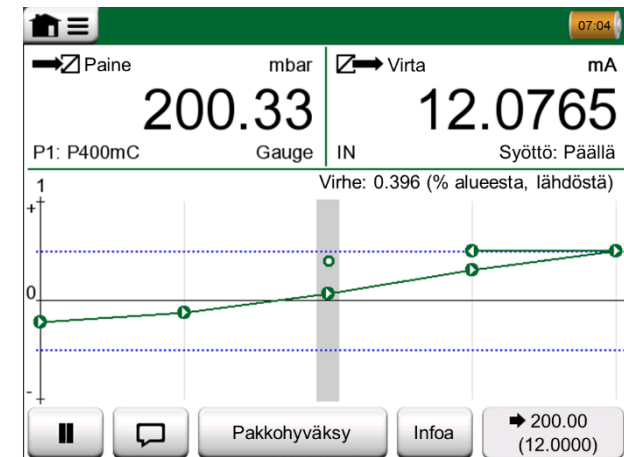 07:04
Paine mbar
200.33
P1: P400mC Gauge
Virta mA
12.0765
IN Syöttö: Päällä
Virhe: 0.396 (% alueesta, lähdöstä)
1
+
0
-
Pakkohyväksy
Infoa
200.00
(12.0000)